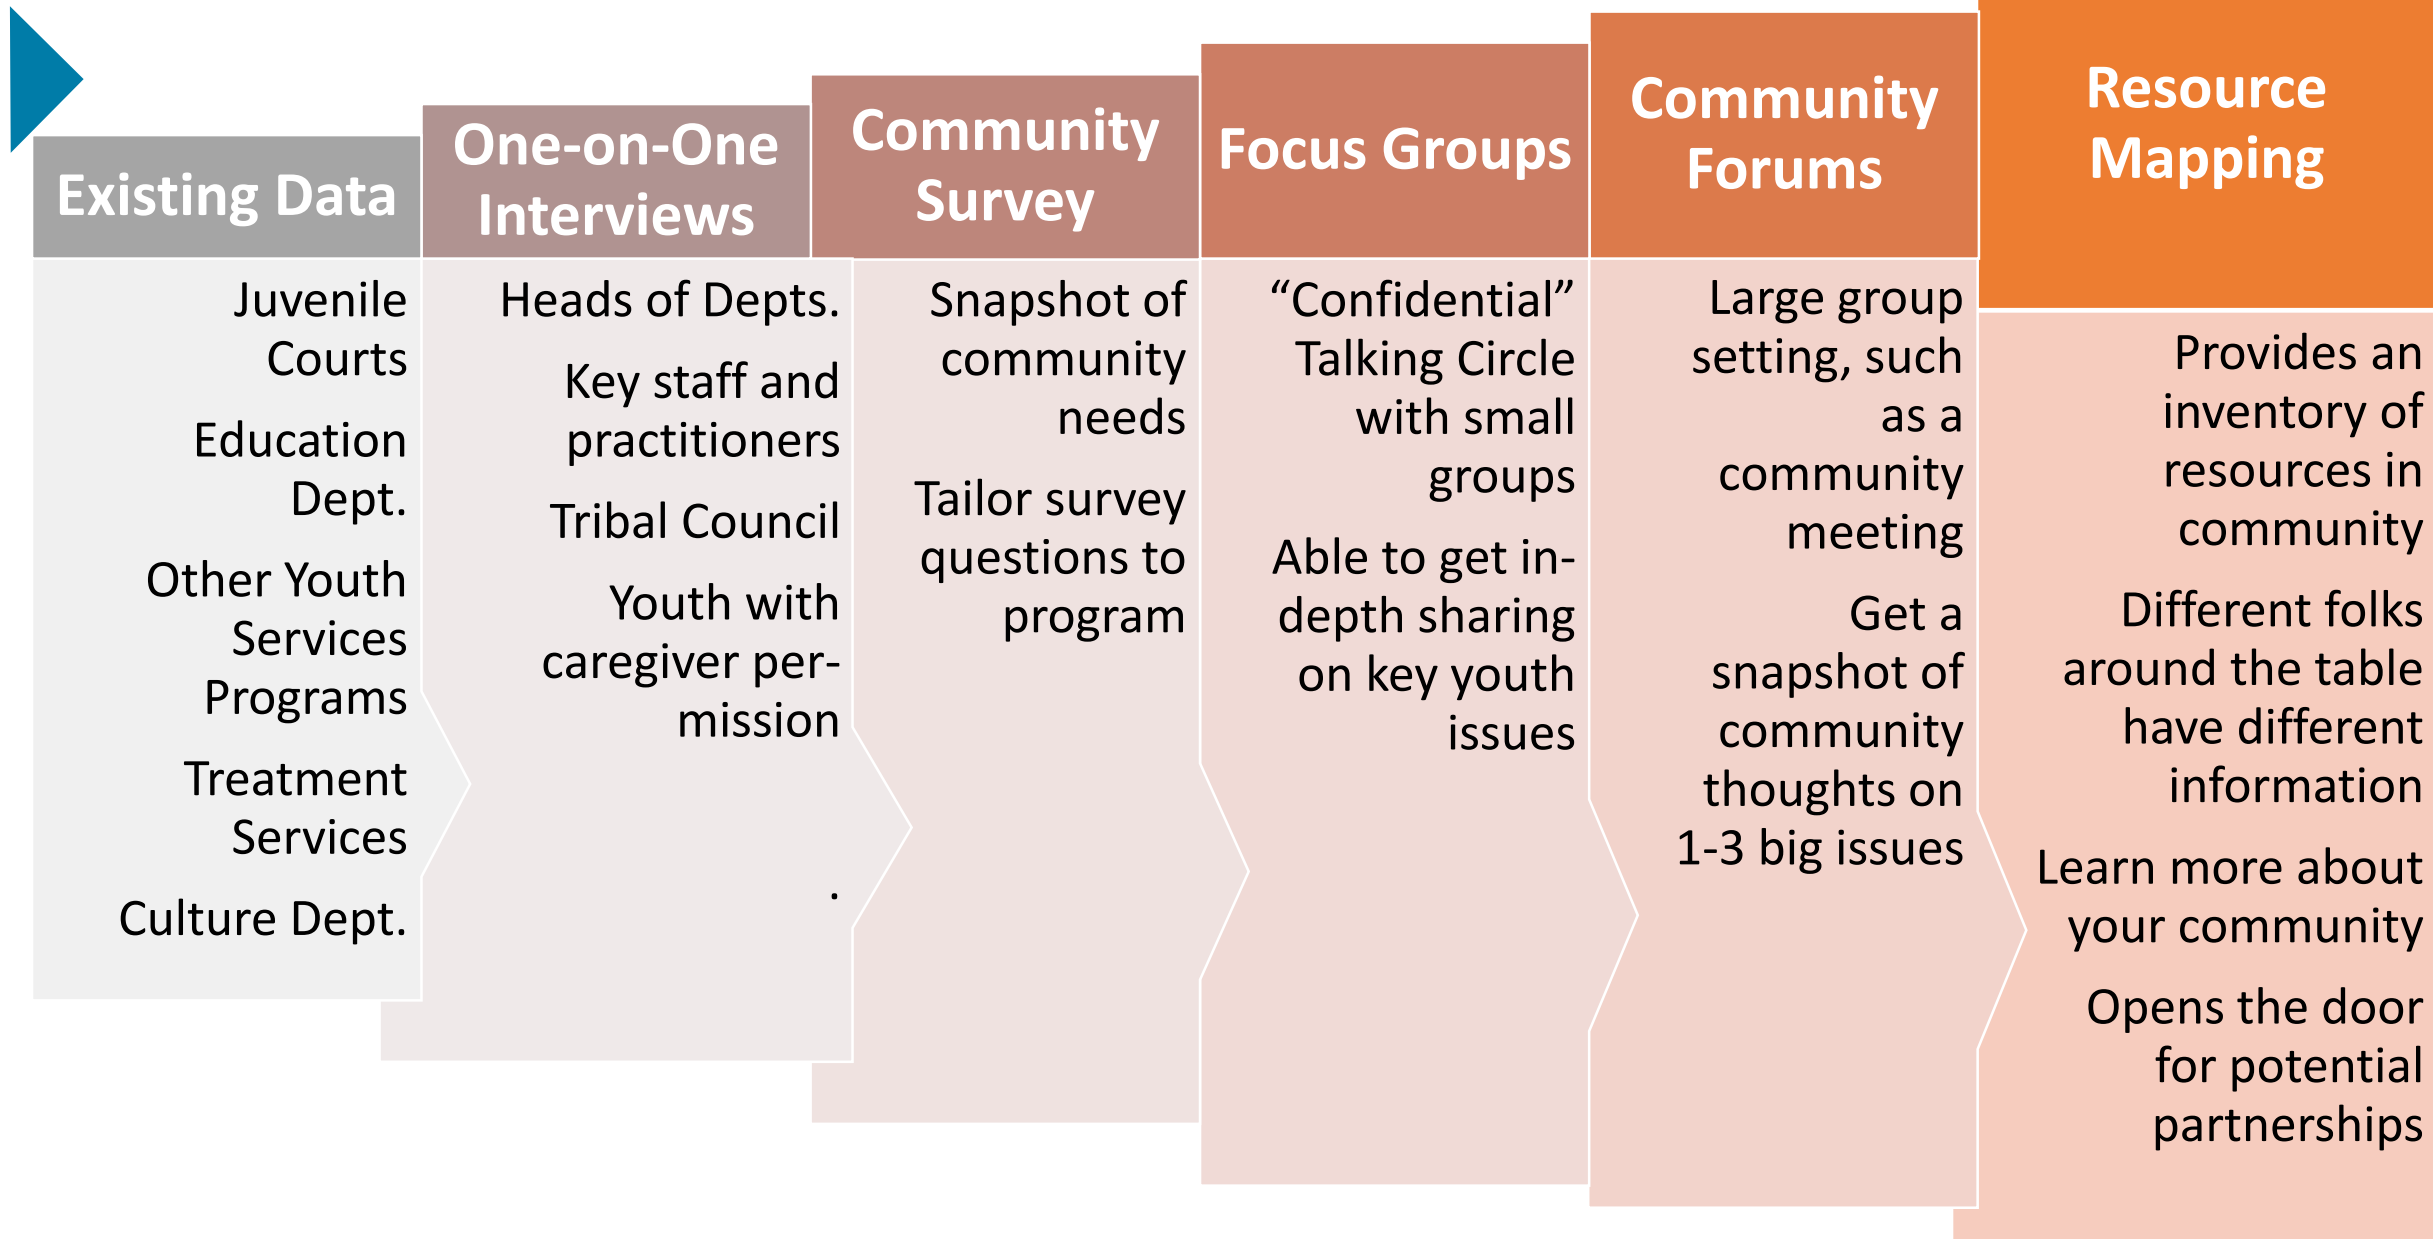 Existing Data
Juvenile
Courts
Education
Dept.
Other Youth
Services
Programs
Treatment
Services
Culture Dept.
One-on-One
Interviews
Heads of Depts.
Key staff and
practitioners
Tribal Council
Youth with
caregiver per-
mission
.
Community
Survey
Snapshot of
community
needs
Tailor survey
questions to
program
Focus Groups
“Confidential”
Talking Circle
with small
groups
Able to get in-
depth sharing
on key youth
issues
Community
Forums
Large group
setting, such
as a
community
meeting
Get a
snapshot of
community
thoughts on
1-3 big issues
Resource
Mapping
Provides an
inventory of
resources in
community
Different folks
around the table
have different
information
Learn more about
your community
Opens the door
for potential
partnerships